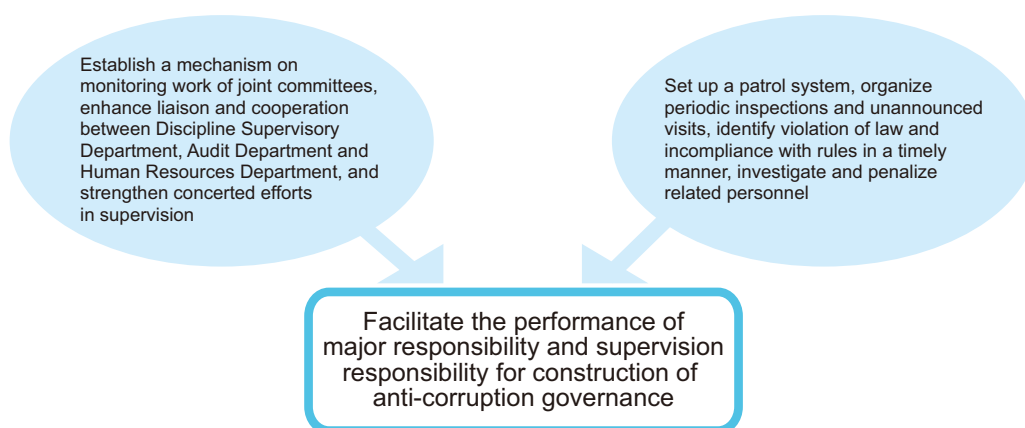 Establish a mechanism on
monitoring work of joint committees,
enhance liaison and cooperation
between Discipline Supervisory
Department, Audit Department and
Human Resources Department, and
strengthen concerted efforts
in supervision
Set up a patrol system, organize
periodic inspections and unannounced
visits, identify violation of law and
incompliance with rules in a timely
manner, investigate and penalize
related personnel
Facilitate the performance of
major responsibility and supervision
responsibility for construction of
anti-corruption governance